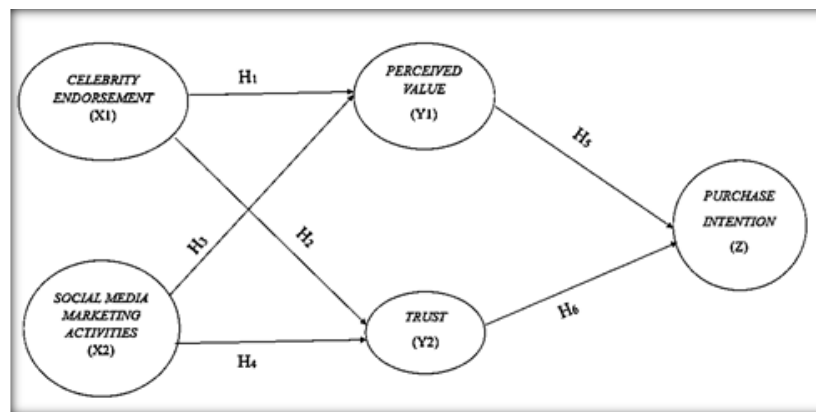 CELEBRITY
ENDORSEMENT
(X1)
H1
PERCEIVED
VALUE
(Y1)
H5
H3
H2
PURCHASE
INTENTION
(Z)
SOCIAL MEDIA
MARKETING
ACTIVITIES
(X2)
H4
TRUST
(Y2)
H6